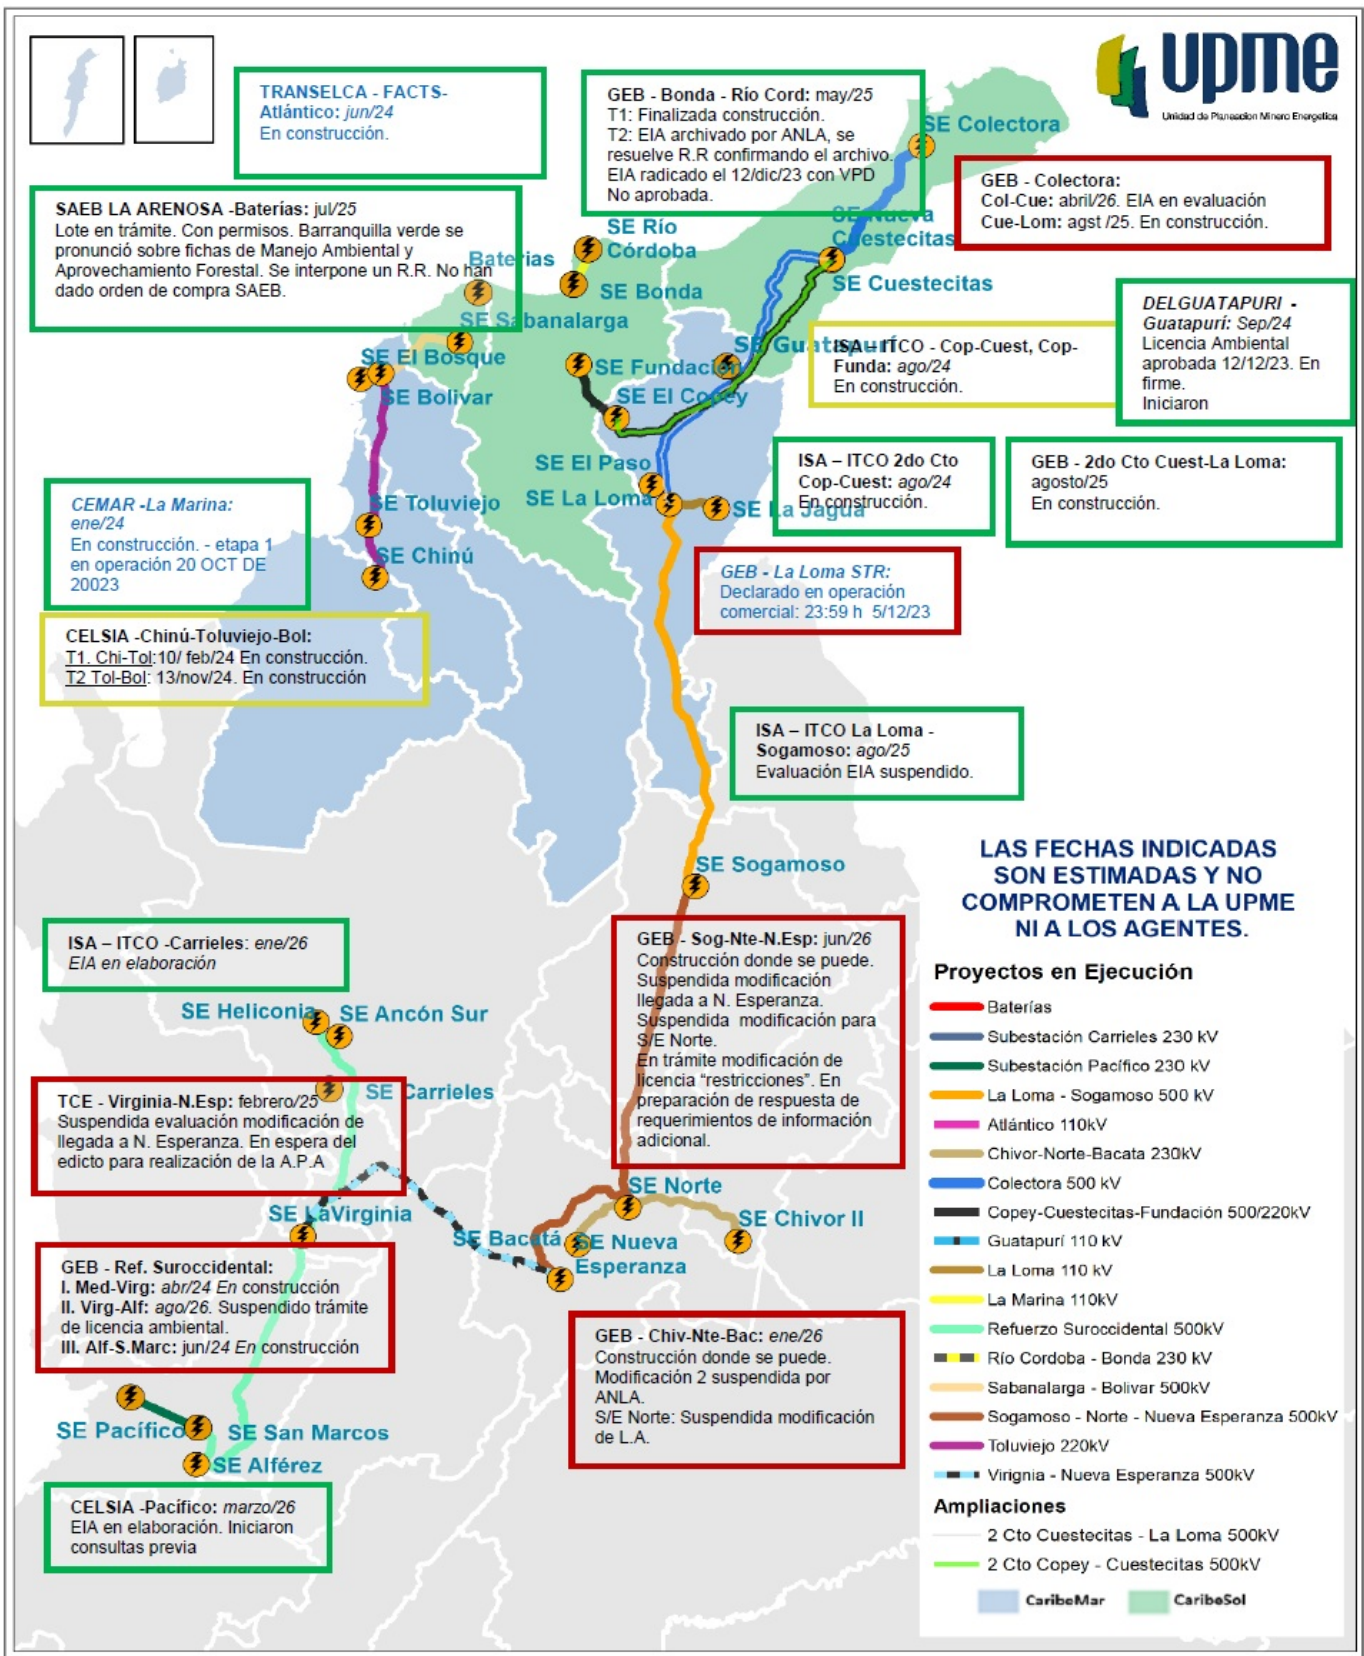 upme
Unidad de Planeacion Minero Energetica
TRANSELCA - FACTS-
Atlántico: jun/24
En construcción.
GEB - Bonda - Río Cord: may/25
T1: Finalizada construcción.
T2: EIA archivado por ANLA, se
resuelve R.R confirmando el archivo.
EIA radicado el 12/dic/23 con VPD
No aprobada.
SE Colectora
GEB - Colectora:
Col-Cue: abril/26. EIA en evaluación
Cue-Lom: agst /25. En construcción.
SAEB LA ARENOSA -Baterías: jul/25
Lote en trámite. Con permisos. Barranquilla verde se
pronunció sobre fichas de Manejo Ambiental y
Aprovechamiento Forestal. Se interpone un R.R. No han
dado orden de compra SAEB.
Baterias
SE Río
Córdoba
SE Bonda
SE Nueva
Cuestecitas
SE Cuestecitas
SE Sabanalarga
SE El Bosque
SE Bolivar
SE Fundación
SE Guatapurí
SE El Copey
ISA – ITCO - Cop-Cuest, Cop-
Funda: ago/24
En construcción.
DELGUATAPURI -
Guatapurí: Sep/24
Licencia Ambiental
aprobada 12/12/23. En
firme.
Iniciaron
SE El Paso
SE La Loma
SE La Jagua
ISA – ITCO 2do Cto
Cop-Cuest: ago/24
En construcción.
GEB - 2do Cto Cuest-La Loma:
agosto/25
En construcción.
CEMAR -La Marina:
ene/24
En construcción. - etapa 1
en operación 20 OCT DE
20023
SE Toluviejo
SE Chinú
GEB - La Loma STR:
Declarado en operación
comercial: 23:59 h 5/12/23
CELSIA -Chinú-Toluviejo-Bol:
T1. Chi-Tol:10/ feb/24 En construcción.
T2 Tol-Bol: 13/nov/24. En construcción
ISA – ITCO La Loma -
Sogamoso: ago/25
Evaluación EIA suspendido.
SE Sogamoso
LAS FECHAS INDICADAS
SON ESTIMADAS Y NO
COMPROMETEN A LA UPME
NI A LOS AGENTES.
ISA – ITCO -Carrieles: ene/26
EIA en elaboración
GEB - Sog-Nte-N.Esp: jun/26
Construcción donde se puede.
Suspendida modificación
llegada a N. Esperanza.
Suspendida modificación para
S/E Norte.
En trámite modificación de
licencia "restricciones". En
preparación de respuesta de
requerimientos de información
adicional.
SE Heliconia
SE Ancón Sur
SE Carrieles
TCE - Virginia-N.Esp: febrero/25
Suspendida evaluación modificación de
llegada a N. Esperanza. En espera del
edicto para realización de la A.P.A
SE LaVirginia
SE Norte
SE Chivor II
SE Bacatá
SE Nueva
Esperanza
GEB - Ref. Suroccidental:
I. Med-Virg: abr/24 En construcción
II. Virg-Alf: ago/26. Suspendido trámite
de licencia ambiental.
III. Alf-S.Marc: jun/24 En construcción
GEB - Chiv-Nte-Bac: ene/26
Construcción donde se puede.
Modificación 2 suspendida por
ANLA.
S/E Norte: Suspendida modificación
de L.A.
SE Pacífico
SE San Marcos
SE Alférez
CELSIA -Pacífico: marzo/26
EIA en elaboración. Iniciaron
consultas previa
Proyectos en Ejecución
Baterías
Subestación Carrieles 230 kV
Subestación Pacífico 230 kV
La Loma - Sogamoso 500 kV
Atlántico 110kV
Chivor-Norte-Bacata 230kV
Colectora 500 kV
Copey-Cuestecitas-Fundación 500/220kV
Guatapurí 110 kV
La Loma 110 kV
La Marina 110kV
Refuerzo Suroccidental 500kV
Río Cordoba - Bonda 230 kV
Sabanalarga - Bolivar 500kV
Sogamoso - Norte - Nueva Esperanza 500kV
Toluviejo 220kV
Virignia - Nueva Esperanza 500kV
Ampliaciones
2 Cto Cuestecitas - La Loma 500kV
2 Cto Copey - Cuestecitas 500kV
CaribeMar
CaribeSol